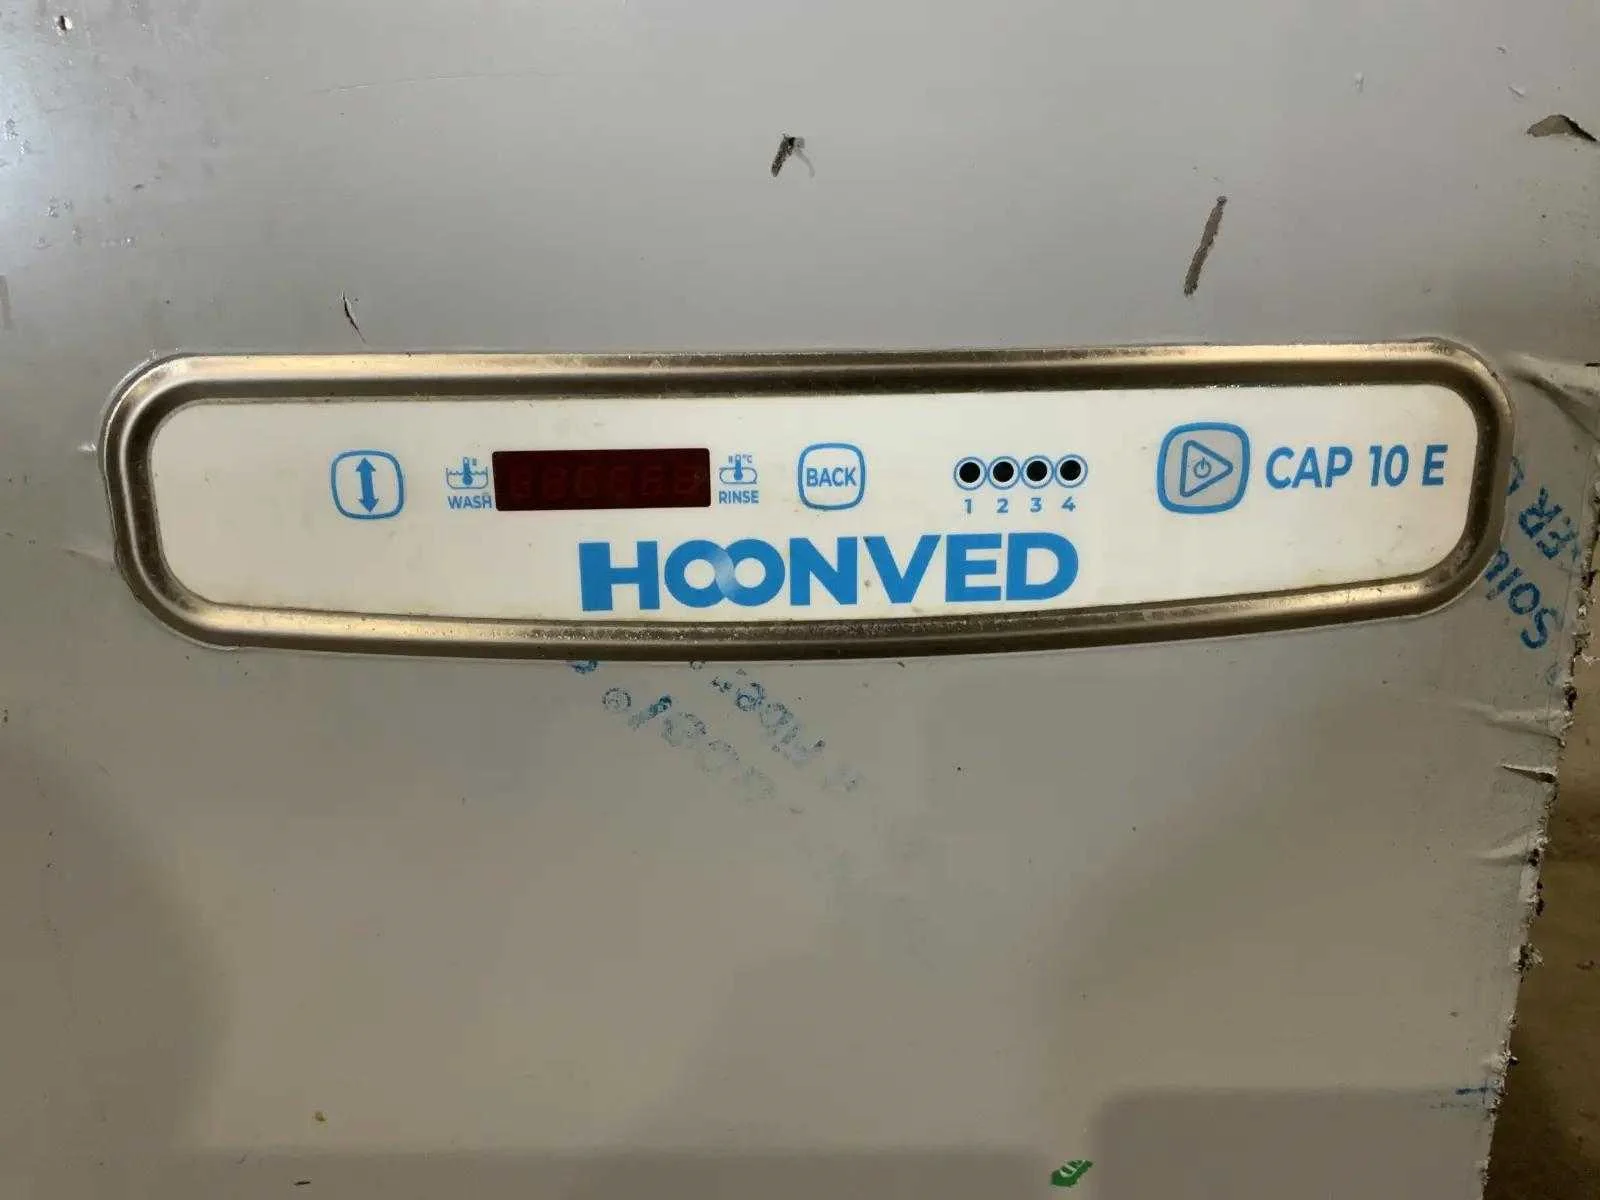 WASH
°C
RINSE
BACK
1 2 3 4
CAP 10 E
HOONVED